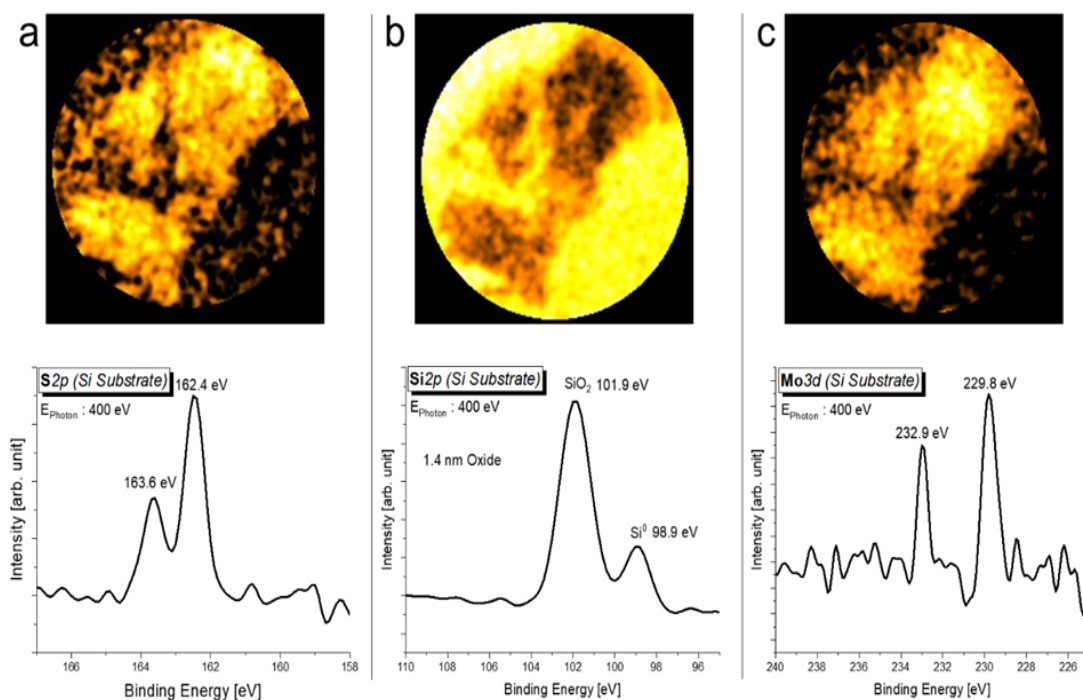 a
b
c
S2p (Si Substrate)
162.4 eV
E Photon : 400 eV
163.6 eV
Intensity [arb. unit]
166
164
162
160
158
Binding Energy [eV]
Si2p (Si Substrate)
SiO2 101.9 eV
E Photon : 400 eV
1.4 nm Oxide
Si0 98.9 eV
Intensity [arb. unit]
110
108
106
104
102
100
98
96
Binding Energy [eV]
Mo3d (Si Substrate)
229.8 eV
E Photon : 400 eV
232.9 eV
Intensity [arb. unit]
240
238
236
234
232
230
228
226
Binding Energy [eV]